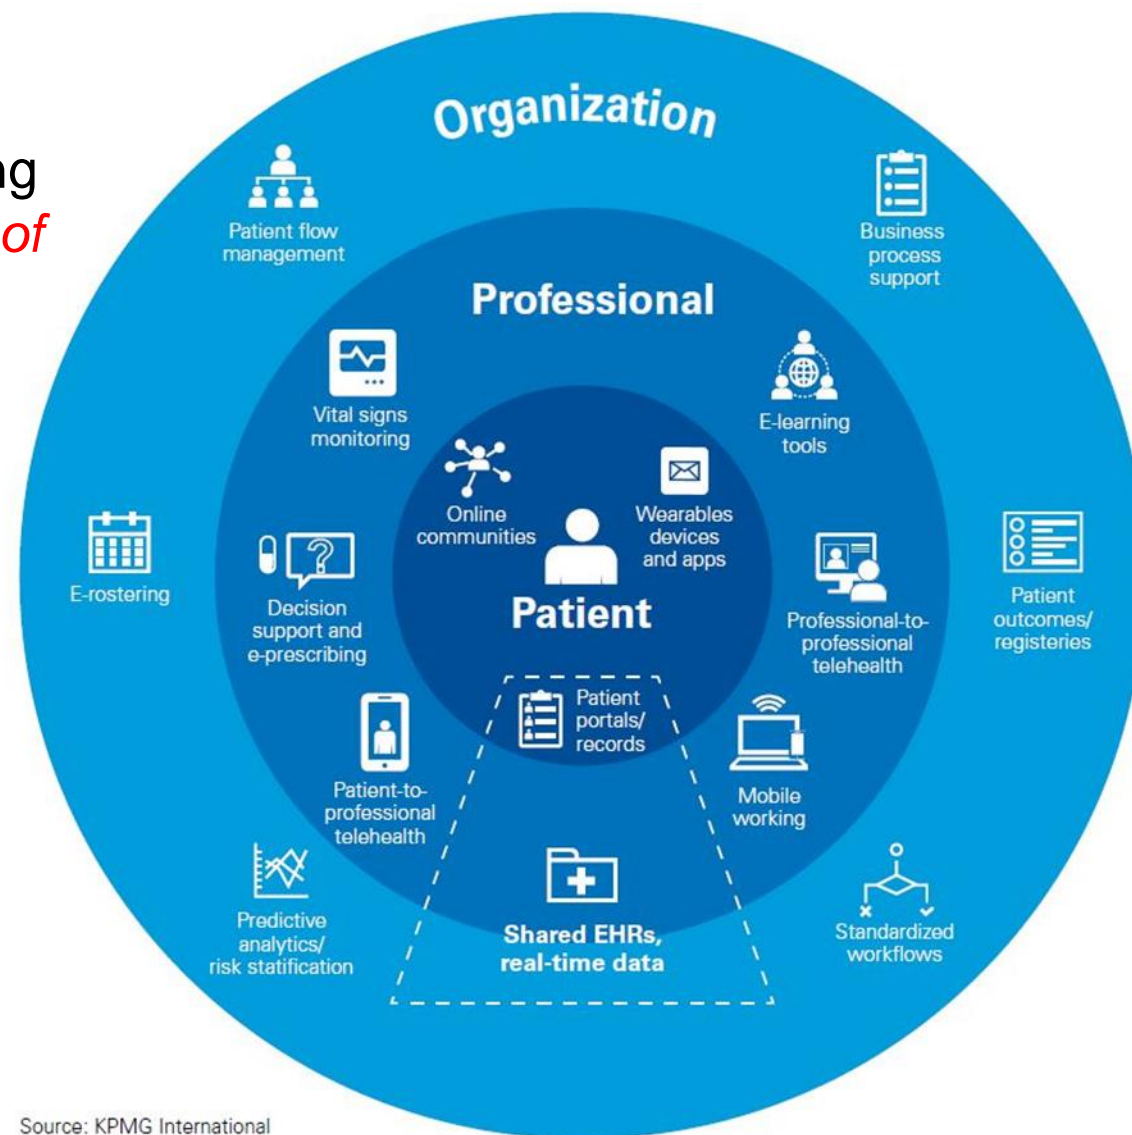 ng
of
Organization
Patient flow
management
Business
process
support
Professional
Vital signs
monitoring
E-learning
tools
Online
communities
Wearables
devices
and apps
E-rostering
Decision
support and
e-prescribing
Patient
Professional-to-
professional
telehealth
Patient
outcomes/
registeries
Patient
portals/
records
Patient-to-
professional
telehealth
Mobile
working
Predictive
analytics/
risk statification
Shared EHRs,
real-time data
Standardized
workflows
Source: KPMG International